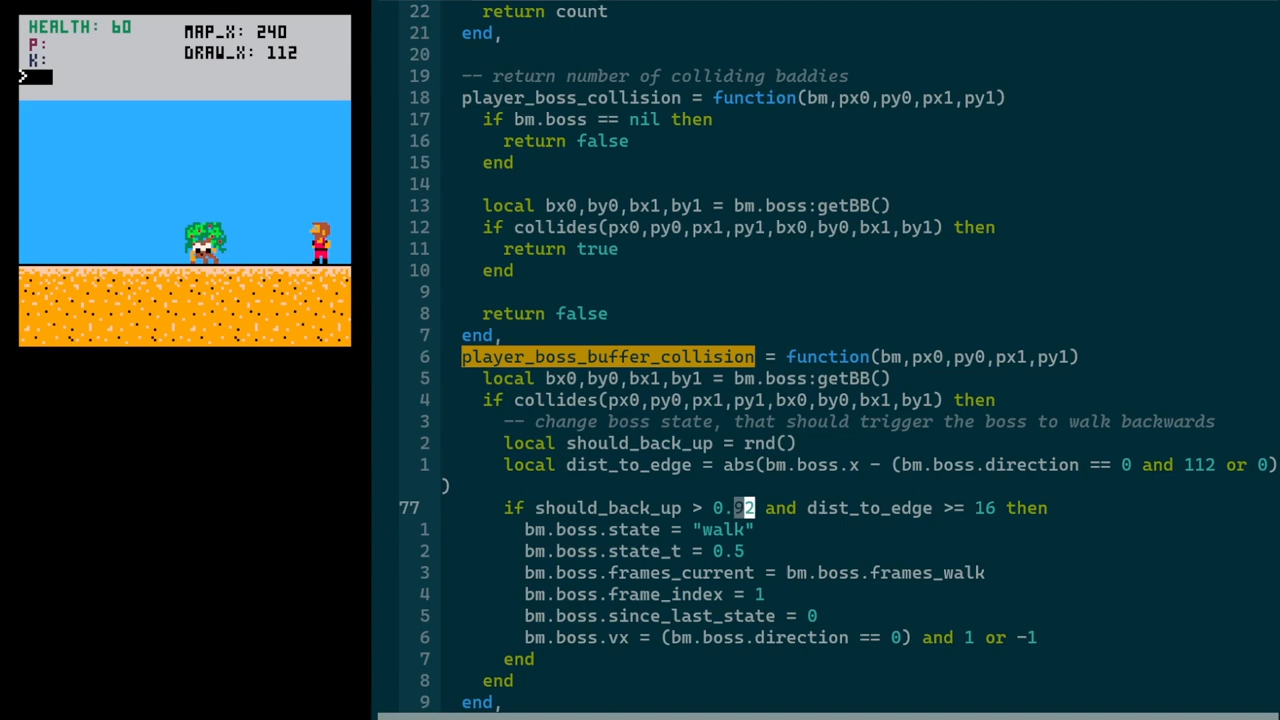 HEALTH: 60
P:
K:
>
MAP_X: 240
DRAW_X: 112
22 return count
21 end,
20
19 -- return number of colliding baddies
18 player_boss_collision = function(bm,px0,py0,px1,py1)
17 if bm.boss == nil then
16 return false
15 end
14
13 local bx0,by0,bx1,by1 = bm.boss:getBB()
12 if collides(px0,py0,px1,py1,bx0,by0,bx1,by1) then
11 return true
10 end
9
8 return false
7 end,
6 player_boss_buffer_collision = function(bm,px0,py0,px1,py1)
5 local bx0,by0,bx1,by1 = bm.boss:getBB()
4 if collides(px0,py0,px1,py1,bx0,by0,bx1,by1) then
3 -- change boss state, that should trigger the boss to walk backwards
2 local should_back_up = rnd()
1 local dist_to_edge = abs(bm.boss.x - (bm.boss.direction == 0 and 112 or 0)
)
77 if should_back_up > 0.92 and dist_to_edge >= 16 then
1 bm.boss.state = "walk"
2 bm.boss.state_t = 0.5
3 bm.boss.frames_current = bm.boss.frames_walk
4 bm.boss.frame_index = 1
5 bm.boss.since_last_state = 0
6 bm.boss.vx = (bm.boss.direction == 0) and 1 or -1
7 end
8 end
9 end,